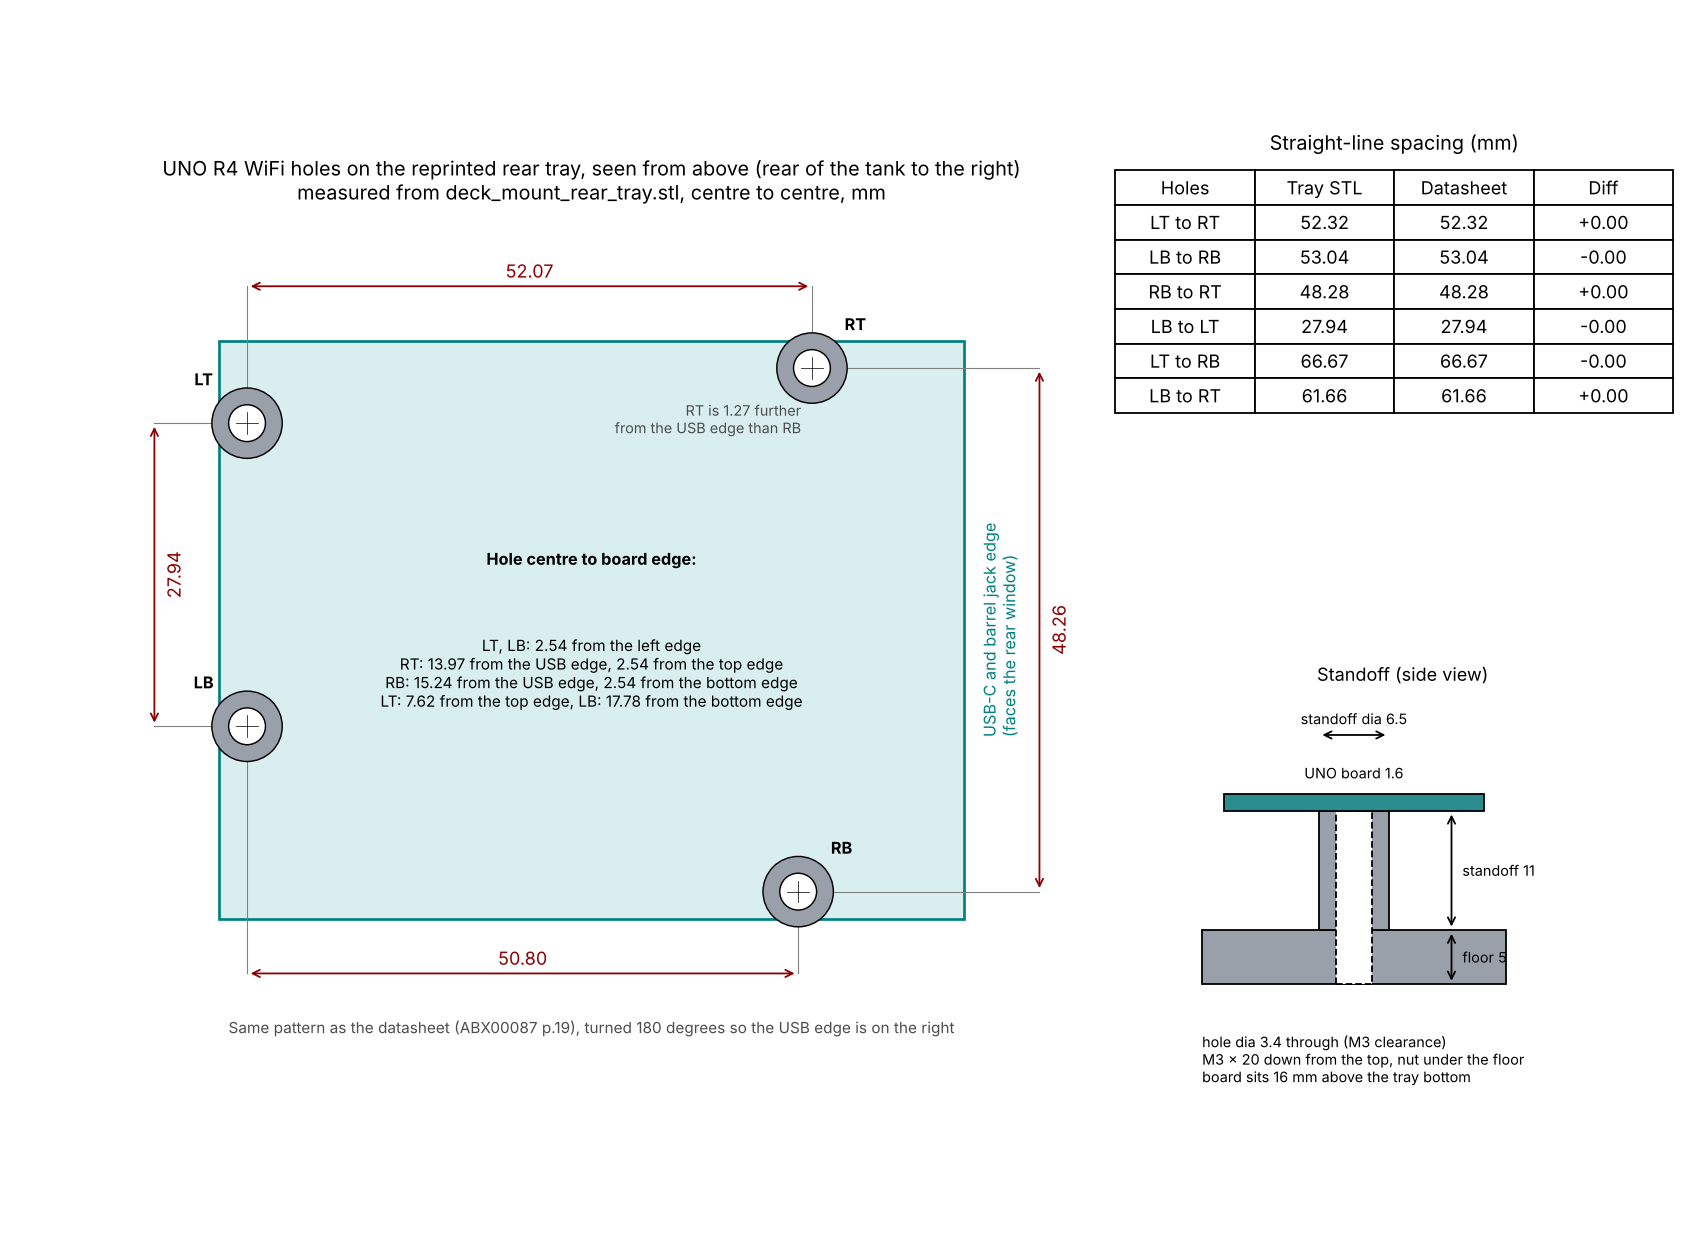 UNO R4 WiFi holes on the reprinted rear tray, seen from above (rear of the tank to the right)
measured from deck_mount_rear_tray.stl, centre to centre, mm
52.07
RT
LT
RT is 1.27 further
from the USB edge than RB
27.94
Hole centre to board edge:
LT, LB: 2.54 from the left edge
RT: 13.97 from the USB edge, 2.54 from the top edge
RB: 15.24 from the USB edge, 2.54 from the bottom edge
LT: 7.62 from the top edge, LB: 17.78 from the bottom edge
LB
USB-C and barrel jack edge
(faces the rear window)
48.26
RB
50.80
Same pattern as the datasheet (ABX00087 p.19), turned 180 degrees so the USB edge is on the right
Straight-line spacing (mm)
Holes Tray STL Datasheet Diff
LT to RT 52.32 52.32 +0.00
LB to RB 53.04 53.04 -0.00
RB to RT 48.28 48.28 +0.00
LB to LT 27.94 27.94 -0.00
LT to RB 66.67 66.67 -0.00
LB to RT 61.66 61.66 +0.00
Standoff (side view)
standoff dia 6.5
UNO board 1.6
standoff 11
floor 5
hole dia 3.4 through (M3 clearance)
M3 × 20 down from the top, nut under the floor
board sits 16 mm above the tray bottom